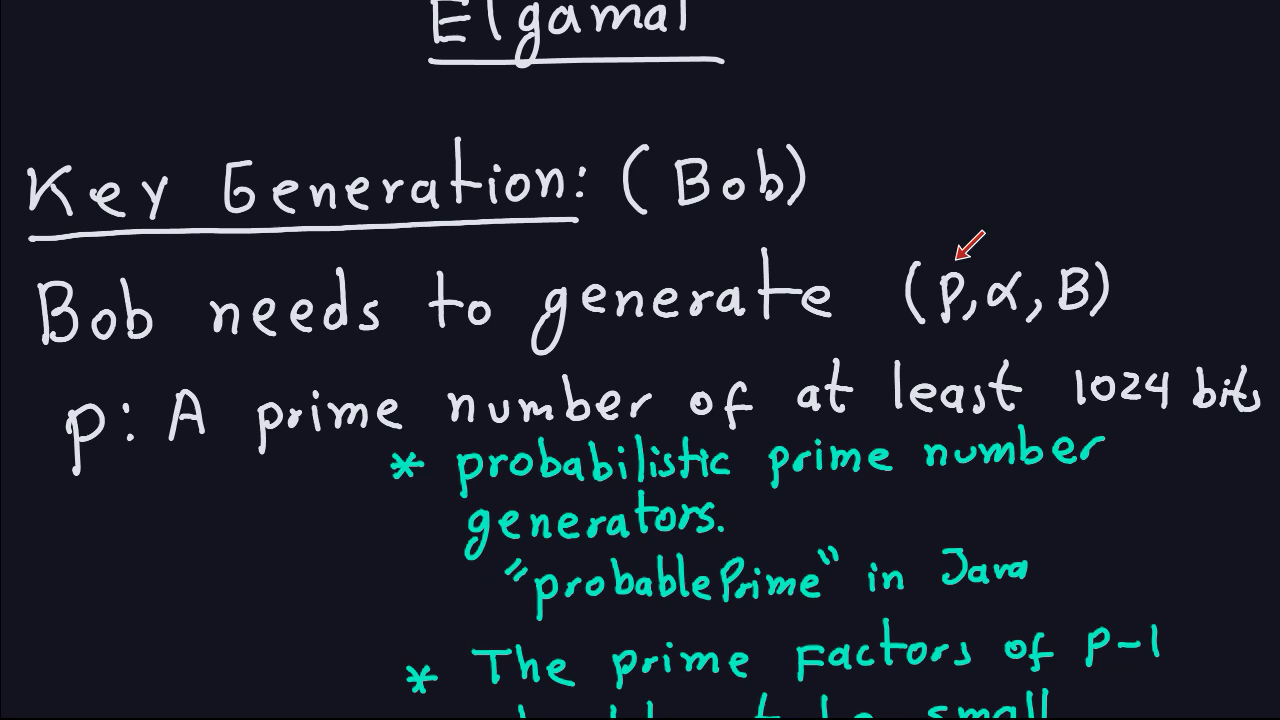 Elgamal
Key Generation: (Bob)
Bob needs to generate (p,α,B)
p: A prime number of at least 1024 bits
* probabilistic prime number
generators.
"probablePrime" in Java
* The prime Factors of p-1
small